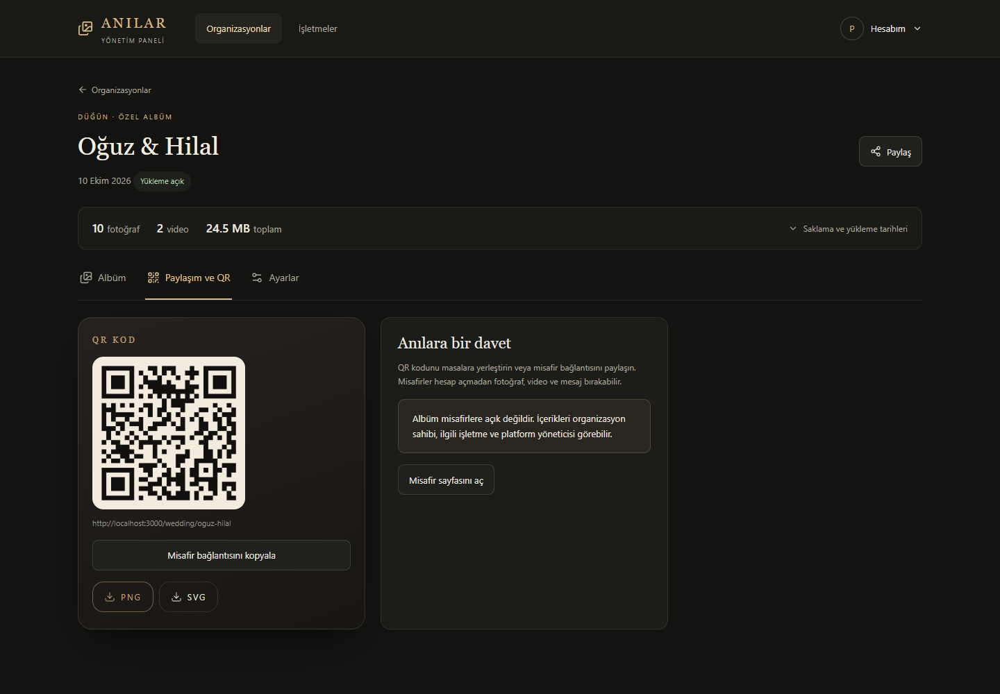 ANILAR
YÖNETİM PANELİ
Organizasyonlar
İşletmeler
P
Hesabım
Organizasyonlar
DÜĞÜN · ÖZEL ALBÜM
Oğuz & Hilal
Paylaş
10 Ekim 2026
Yükleme açık
10 fotoğraf
2 video
24.5 MB toplam
Saklama ve yükleme tarihleri
Albüm
Paylaşım ve QR
Ayarlar
QR KOD
http://localhost:3000/wedding/oguz-hilal
Misafir bağlantısını kopyala
PNG
SVG
Anılara bir davet
QR kodunu masalara yerleştirin veya misafir bağlantısını paylaşın.
Misafirler hesap açmadan fotoğraf, video ve mesaj bırakabilir.
Albüm misafirlere açık değildir. İçerikleri organizasyon
sahibi, ilgili işletme ve platform yöneticisi görebilir.
Misafir sayfasını aç